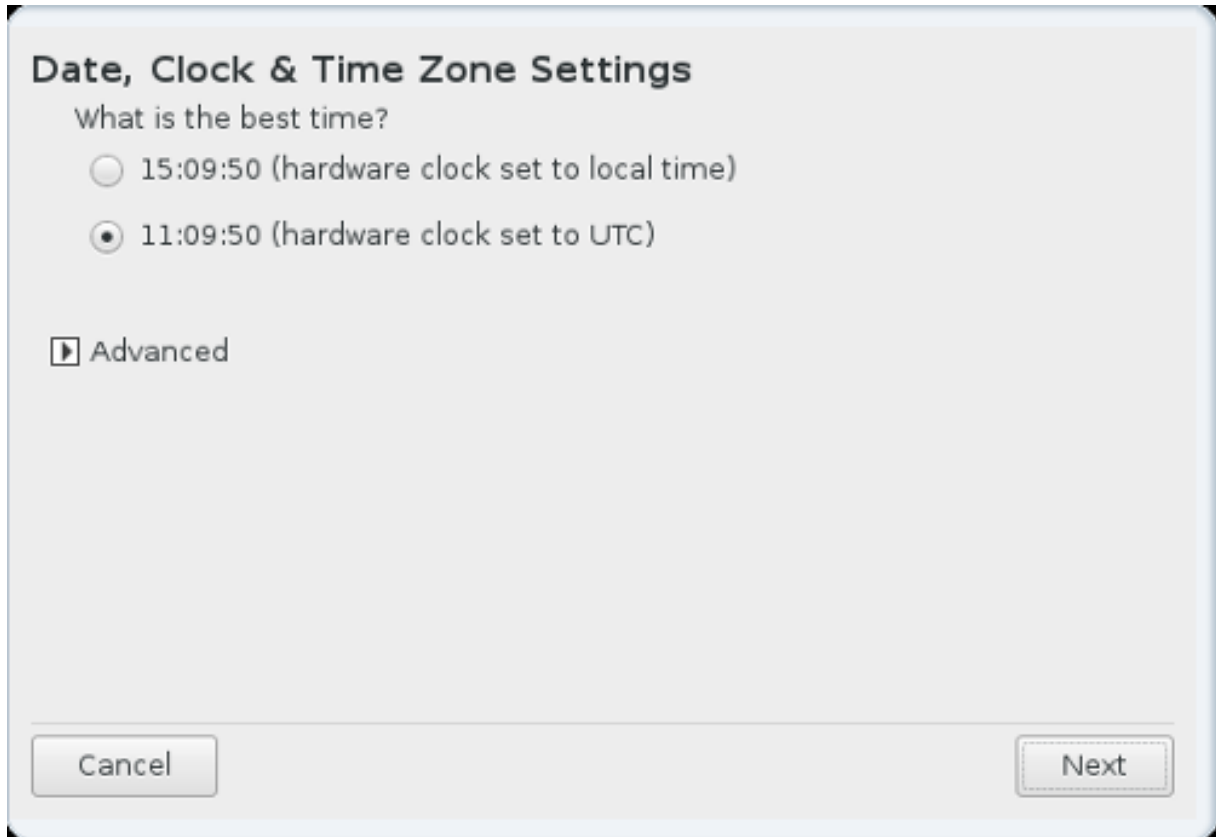 Date, Clock & Time Zone Settings
What is the best time?
15:09:50 (hardware clock set to local time)
11:09:50 (hardware clock set to UTC)
Advanced
Cancel
Next